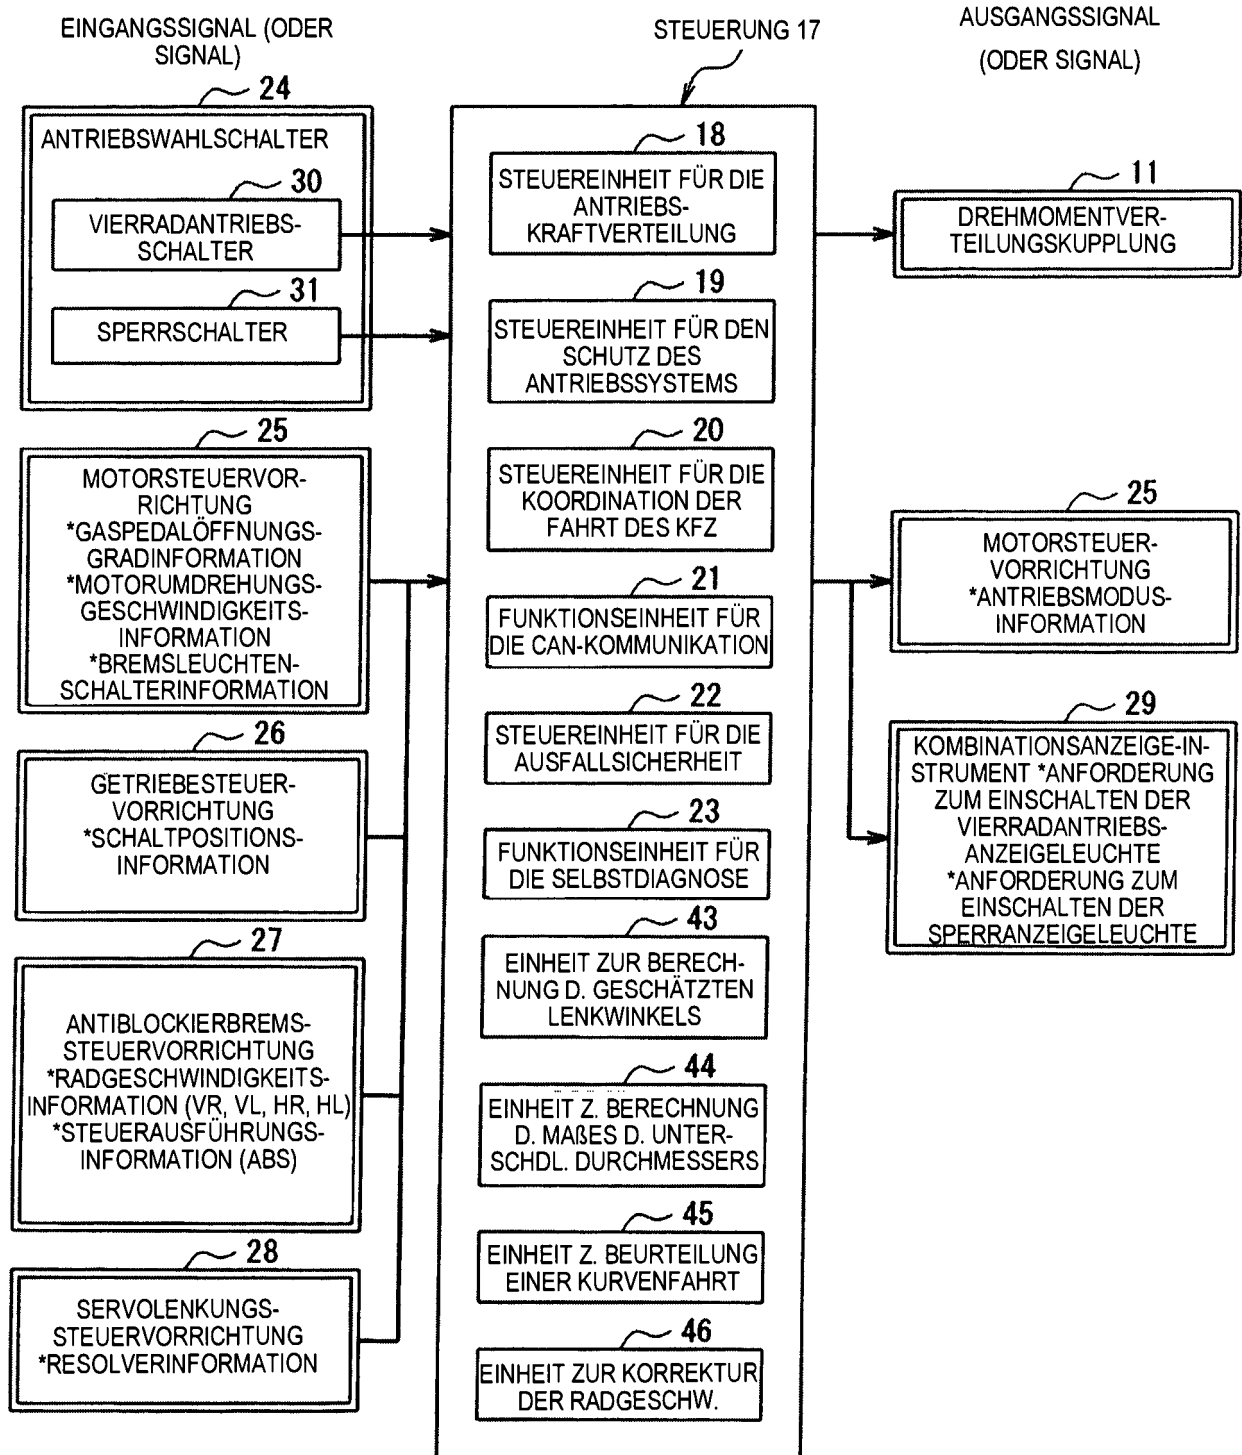 EINGANGSSIGNAL (ODER
SIGNAL)
24
ANTRIEBSWAHLSCHALTER
30
VIERRADANTRIEBS-
SCHALTER
31
SPERRSCHALTER
25
MOTORSTEUERVOR-
RICHTUNG
*GASPEDALÖFFNUNGS-
GRADINFORMATION
*MOTORUMDREHUNGS-
GESCHWINDIGKEITS-
INFORMATION
*BREMSLEUCHTEN-
SCHALTERINFORMATION
26
GETRIEBESTEUER-
VORRICHTUNG
*SCHALTPOSITIONS-
INFORMATION
27
ANTIBLOCKIERBREMS-
STEUERVORRICHTUNG
*RADGESCHWINDIGKEITS-
INFORMATION (VR, VL, HR, HL)
*STEUERAUSFÜHRUNGS-
INFORMATION (ABS)
28
SERVOLENKUNGS-
STEUERVORRICHTUNG
*RESOLVERINFORMATION
STEUERUNG 17
18
STEUEREINHEIT FÜR DIE
ANTRIEBS-
KRAFTVERTEILUNG
19
STEUEREINHEIT FÜR DEN
SCHUTZ DES
ANTRIEBSSYSTEMS
20
STEUEREINHEIT FÜR DIE
KOORDINATION DER
FAHRT DES KFZ
21
FUNKTIONSEINHEIT FÜR
DIE CAN-KOMMUNIKATION
22
STEUEREINHEIT FÜR DIE
AUSFALLSICHERHEIT
23
FUNKTIONSEINHEIT FÜR
DIE SELBSTDIAGNOSE
43
EINHEIT ZUR BERECH-
NUNG D. GESCHÄTZTEN
LENKWINKELS
44
EINHEIT Z. BERECHNUNG
D. MAßES D. UNTER-
SCHDL. DURCHMESSERS
45
EINHEIT Z. BEURTEILUNG
EINER KURVENFAHRT
46
EINHEIT ZUR KORREKTUR
DER RADGESCHW.
AUSGANGSSIGNAL
(ODER SIGNAL)
11
DREHMOMENTVER-
TEILUNGSKUPPLUNG
25
MOTORSTEUER-
VORRICHTUNG
*ANTRIEBSMODUS-
INFORMATION
29
KOMBINATIONSANZEIGE-IN-
STRUMENT *ANFORDERUNG
ZUM EINSCHALTEN DER
VIERRADANTRIEBS-
ANZEIGELEUCHTE
*ANFORDERUNG ZUM
EINSCHALTEN DER
SPERRANZEIGELEUCHTE